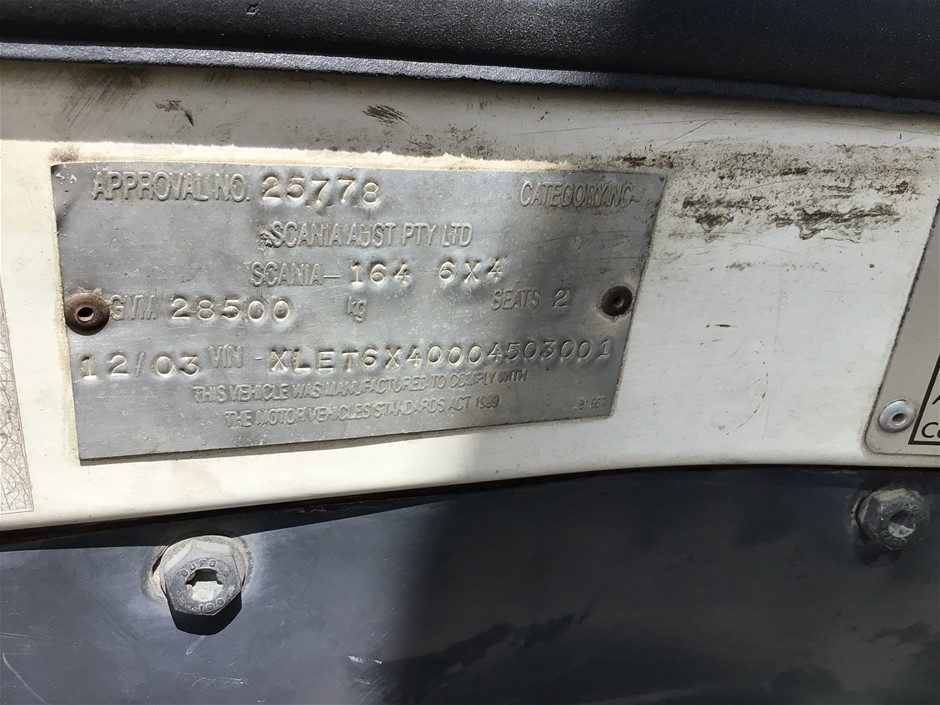 APPROVAL NO. 25778 CATEGORY NC
SCANIA AUST. PTY LTD
SCANIA- 164 6X4
GVM 28500 kg SEATS 2
12/03 VIN - XLET6X40004503001
THIS VEHICLE WAS MANUFACTURED TO COMPLY WITH
THE MOTOR VEHICLES STANDARDS ACT 1989